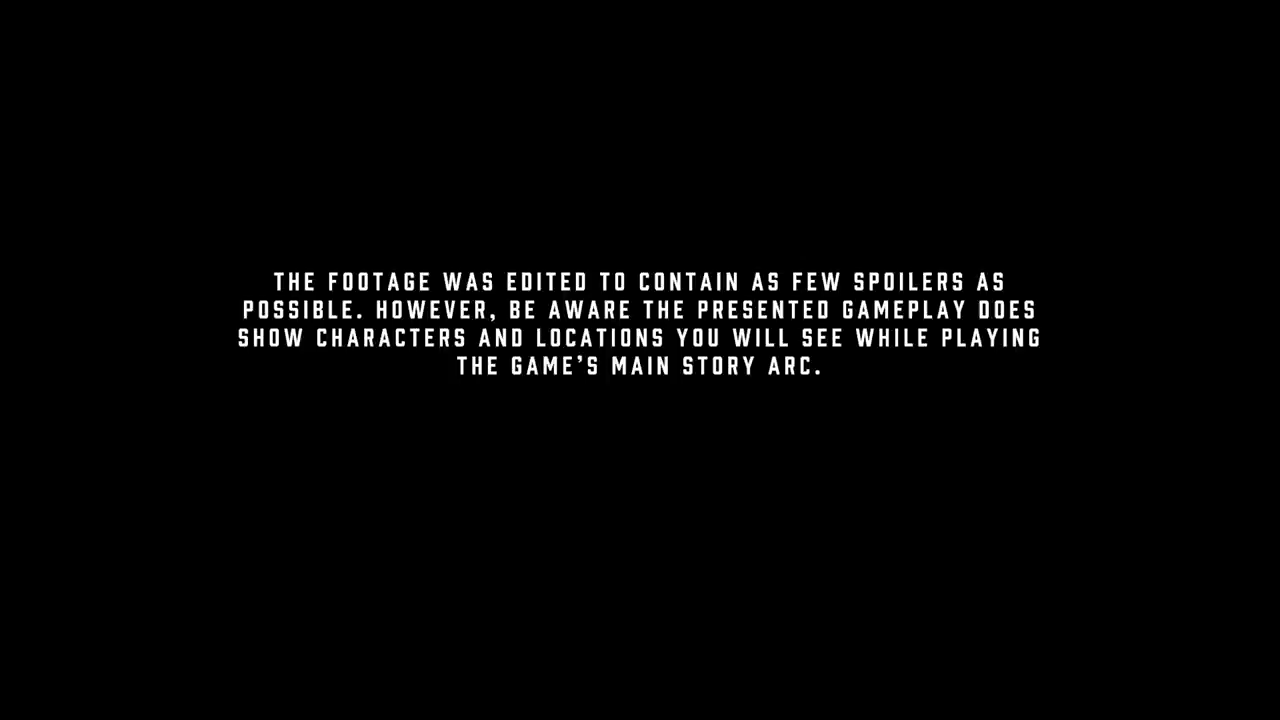 THE FOOTAGE WAS EDITED TO CONTAIN AS FEW SPOILERS AS
POSSIBLE. HOWEVER, BE AWARE THE PRESENTED GAMEPLAY DOES
SHOW CHARACTERS AND LOCATIONS YOU WILL SEE WHILE PLAYING
THE GAME’S MAIN STORY ARC.